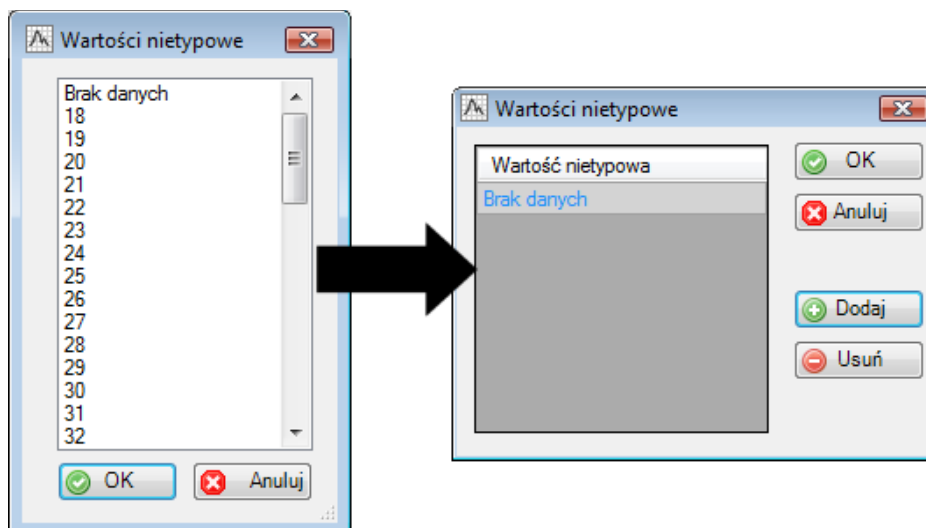 Wartości nietypowe
Brak danych
18
19
20
21
22
23
24
25
26
27
28
29
30
31
32
OK
Anuluj
Wartości nietypowe
Wartość nietypowa
Brak danych
OK
Anuluj
Dodaj
Usuń